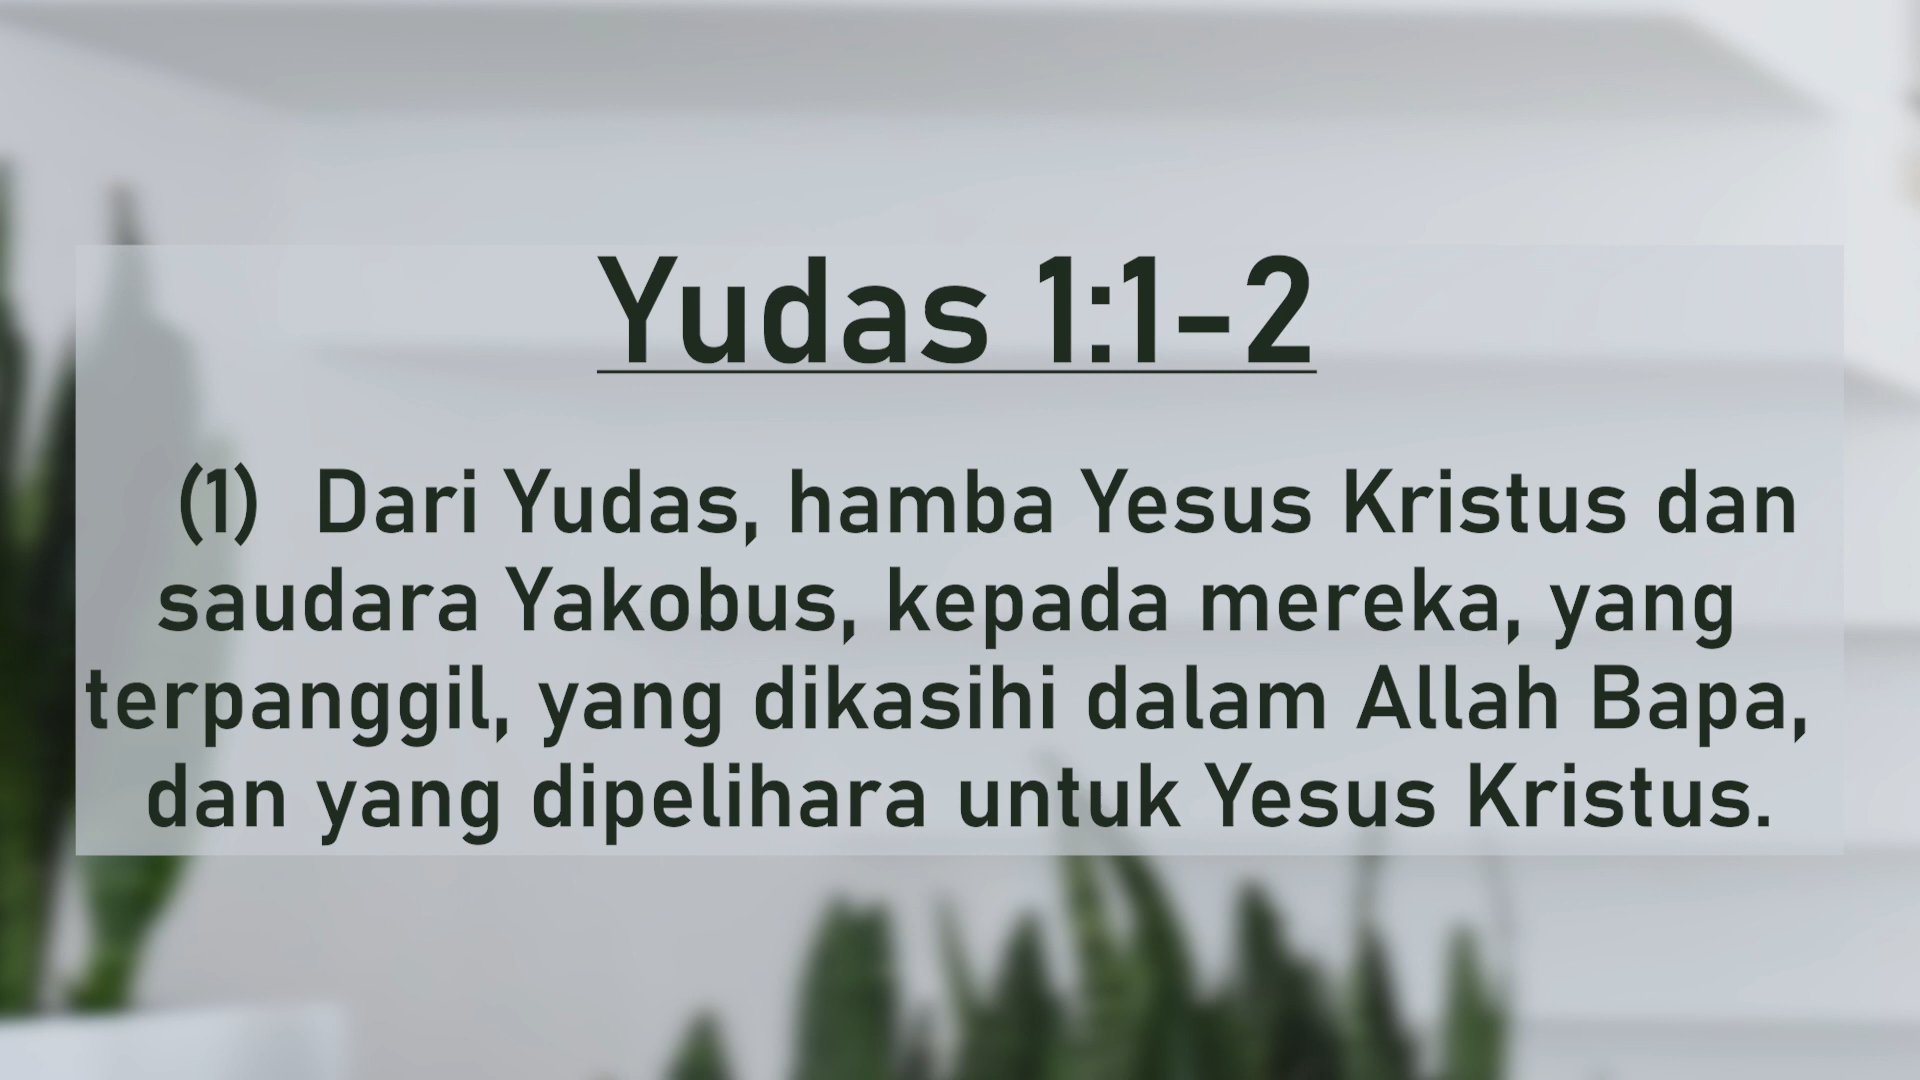 Yudas 1:1-2
(1) Dari Yudas, hamba Yesus Kristus dan
saudara Yakobus, kepada mereka, yang
terpanggil, yang dikasihi dalam Allah Bapa,
dan yang dipelihara untuk Yesus Kristus.